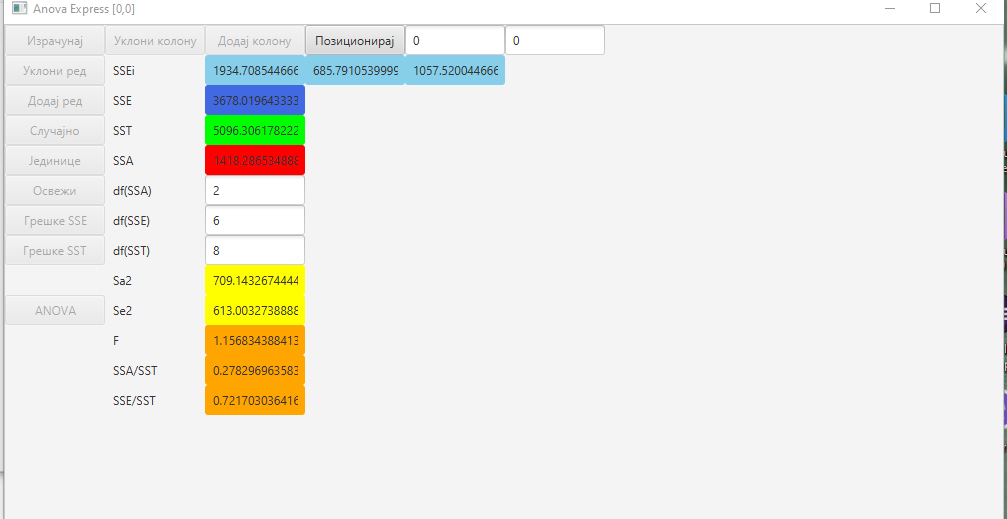 Anova Express [0,0]
Израчунај Уклони колону Додај колону Позиционирај 0 0
Уклони ред SSEi 1934.708544666 685.7910539999 1057.520044666
Додај ред SSE 3678.019643333
Случајно SST 5096.306178222
Јединице SSA 1418.286534888
Освежи df(SSA) 2
Грешке SSE df(SSE) 6
Грешке SST df(SST) 8
Sa2 709.1432674444
ANOVA Se2 613.0032738888
F 1.156834388413
SSA/SST 0.278296963583
SSE/SST 0.721703036416